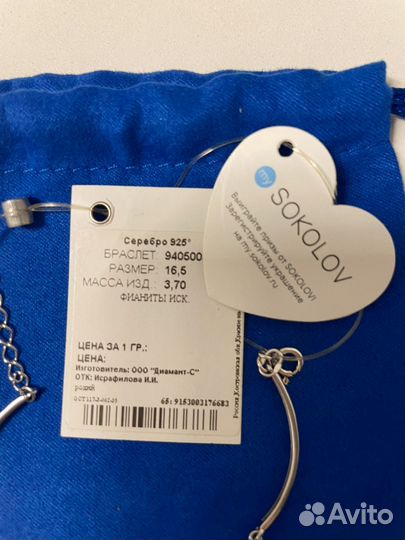 Серебро 925°
БРАСЛЕТ: 940500
РАЗМЕР: 16,5
МАССА ИЗД.: 3,70
ФИАНИТЫ ИСК.
ЦЕНА ЗА 1 ГР.:
ЦЕНА:
Изготовитель: ООО "Диамант-С"
ОТК: Исрафилова И.И.
my
SOKOLOV
Выиграйте призы от SOKOLOV!
Зарегистрируйте украшение
на my.sokolov.ru
Avito